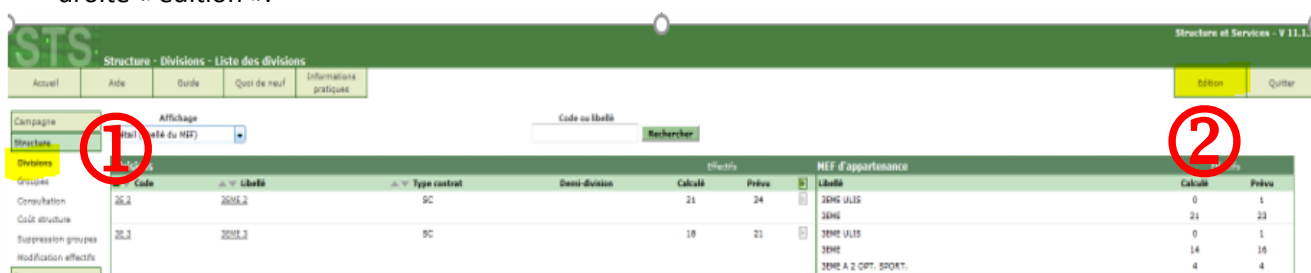 droite « édition ».
STS
Structure et Services - V 11.1.
Structure - Divisions - Liste des divisions
Accueil Aide Guide Quoi de neuf Informations pratiques Edition Quitter
Campagne Affichage Code ou libellé
Structure Détail (libellé du MEF) Rechercher
① ②
Divisions Effectifs MEF d'appartenance
Groupes Code Libellé Type contrat Demi-division Calculé Prévu Libellé Calculé Prévu
Consultation 3E 2 3EME 2 SC 21 24 3EME ULIS 0 1
Coût structure 3EME 21 23
Suppression groupes 3E 3 3EME 3 SC 18 21 3EME ULIS 0 1
Modification effectifs 3EME 14 16
3EME A 2 OPT. SPORT. 4 4